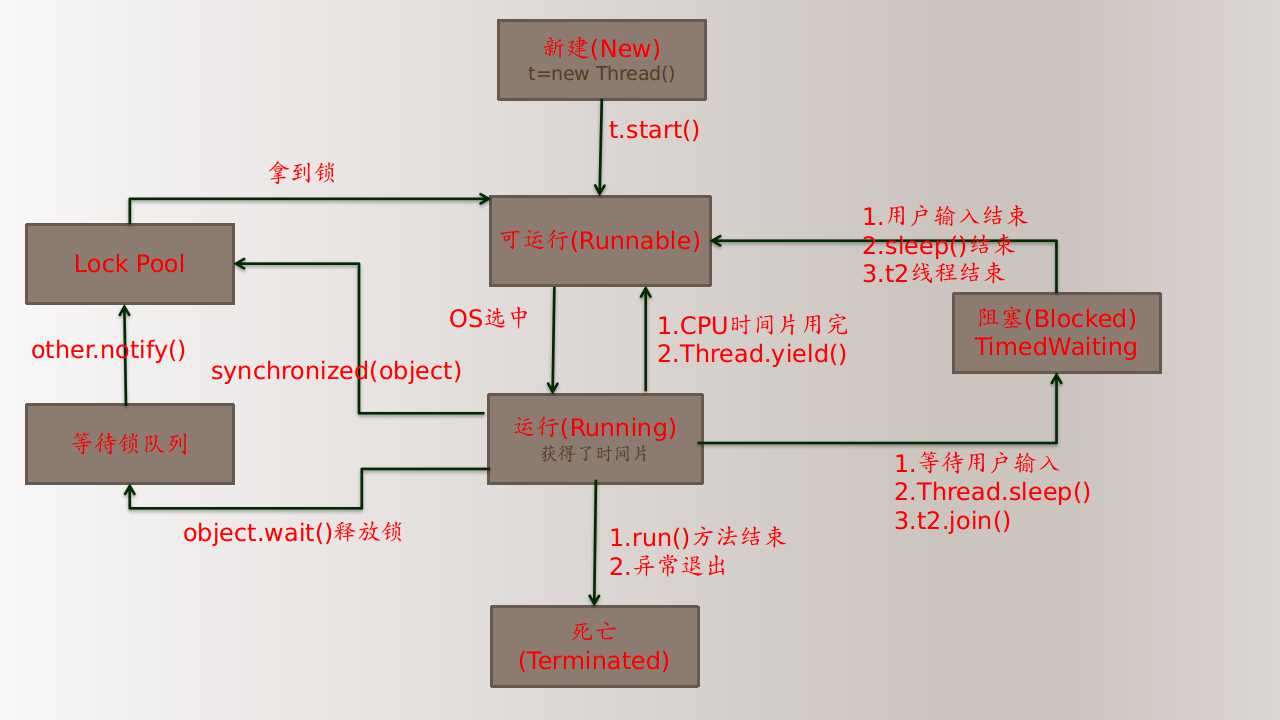 新建(New)
t=new Thread()
t.start()
拿到锁
1.用户输入结束
2.sleep()结束
3.t2线程结束
可运行(Runnable)
Lock Pool
OS选中
1.CPU时间片用完
2.Thread.yield()
阻塞(Blocked)
TimedWaiting
other.notify()
synchronized(object)
等待锁队列
运行(Running)
获得了时间片
1.等待用户输入
2.Thread.sleep()
3.t2.join()
object.wait()释放锁
1.run()方法结束
2.异常退出
死亡
(Terminated)